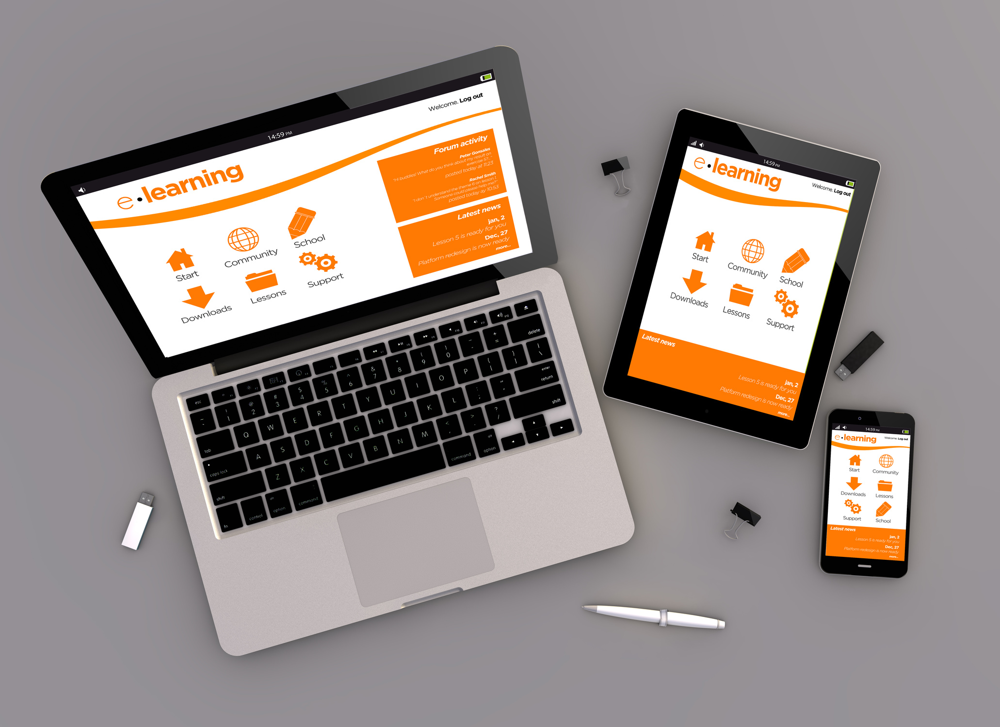 14:59 PM
Welcome. Log out
e·learning
Forum activity
Peter Gonsales
"Hi buddies! What do you think about my result on
exercise 5?."
posted today at 11:23
Rachel Smith
"I don´t understand the theme 6 on lesson 1.
Someone could please help me?"
posted today ay 10:53
Latest news
jan, 2
Lesson 5 is ready for you
Dec, 27
Platform redesign is now ready
more...
Start
Community
School
Downloads
Lessons
Support
esc
F7
F8
F9
F10
F11
F12
~
! 1
@ 2
# 3
$ 4
% 5
^ 6
& 7
* 8
( 9
) 0
– -
+ =
delete
tab
Q W E R T Y U I O P { [ } ] | \
caps lock
A S D F G H J K L : ; “ ,
enter
return
shift
Z X C V B N M < , > . ? /
shift
fn
control
alt
option
command
command
alt
option
14:59 PM
e·learning
Welcome. Log out
Start
Community
School
Downloads
Lessons
Support
Latest news
jan, 2
Lesson 5 is ready for you
Dec, 27
Platform redesign is now ready
more...
14:59 PM
e·learning
Welcome. Log out
Start
Community
Downloads
Lessons
Support
School
Latest news
jan, 2
Lesson 5 is ready for you
Dec, 27
Platform redesign is now ready
more...